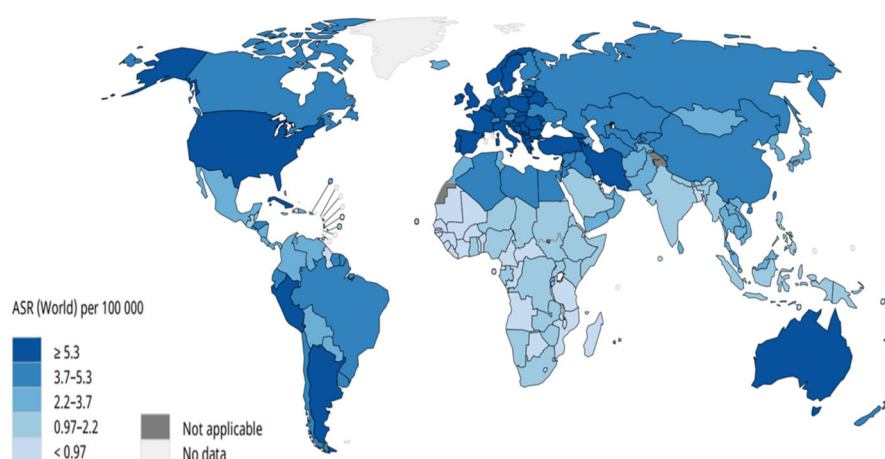 ASR (World) per 100 000
≥ 5.3
3.7–5.3
2.2–3.7
0.97–2.2
< 0.97
Not applicable
No data